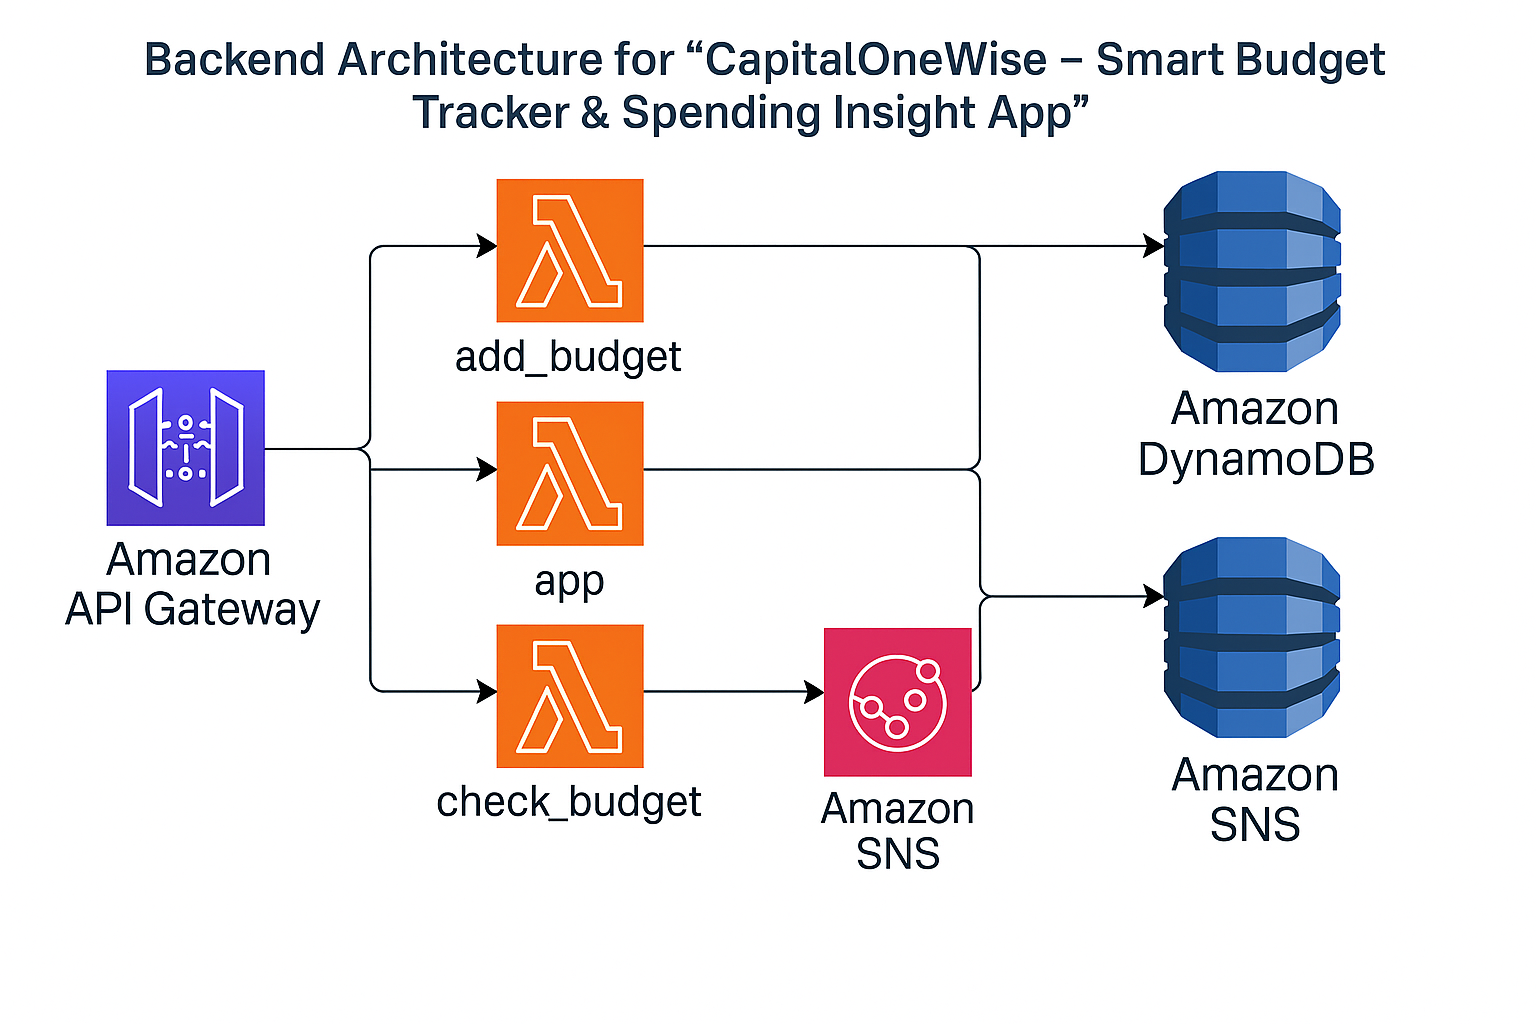 Backend Architecture for “CapitalOneWise – Smart Budget
Tracker & Spending Insight App”
add_budget
Amazon
DynamoDB
Amazon
API Gateway
app
check_budget
Amazon
SNS
Amazon
SNS